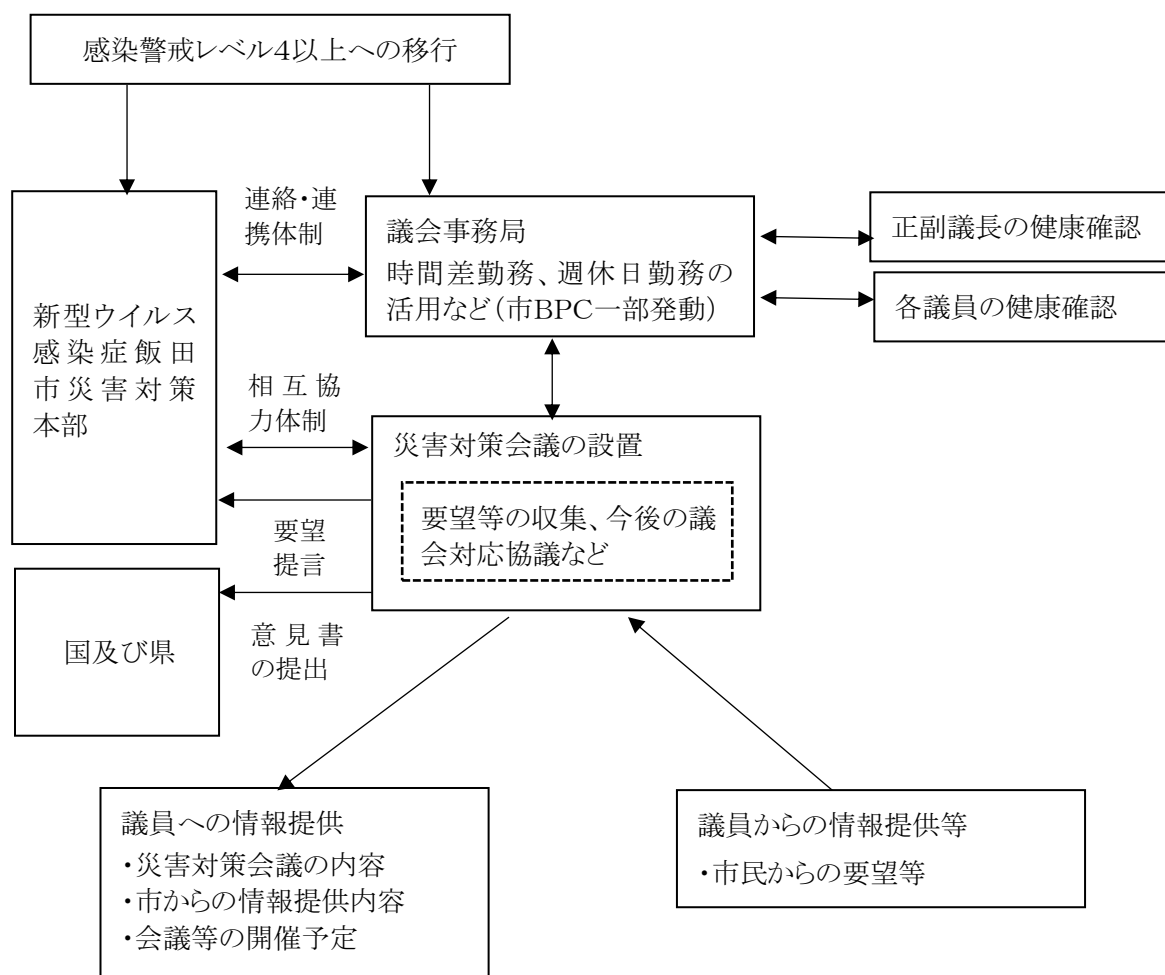 感染警戒レベル4以上への移行
連絡・連
携体制
議会事務局
時間差勤務、週休日勤務の
活用など（市BPC一部発動）
正副議長の健康確認
各議員の健康確認
新型ウイルス
感染症飯田
市災害対策
本部
相互協
力体制
災害対策会議の設置
要望等の収集、今後の議
会対応協議など
要望
提言
国及び県
意見書
の提出
議員への情報提供
・災害対策会議の内容
・市からの情報提供内容
・会議等の開催予定
議員からの情報提供等
・市民からの要望等